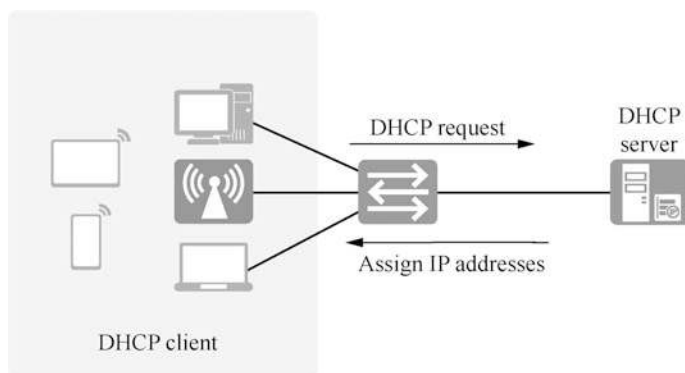 DHCP request
DHCP
server
Assign IP addresses
DHCP client